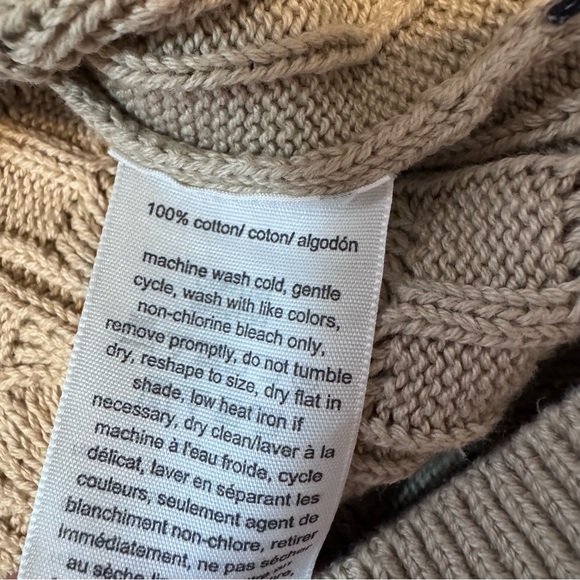 100% cotton/ coton/ algodón
machine wash cold, gentle
cycle, wash with like colors,
non-chlorine bleach only,
remove promptly, do not tumble
dry, reshape to size, dry flat in
shade, low heat iron if
necessary, dry clean/laver à la
machine à l'eau froide, cycle
délicat, laver en séparant les
couleurs, seulement agent de
blanchiment non-chlore, retirer
immédiatement, ne pas sécher
au sèche